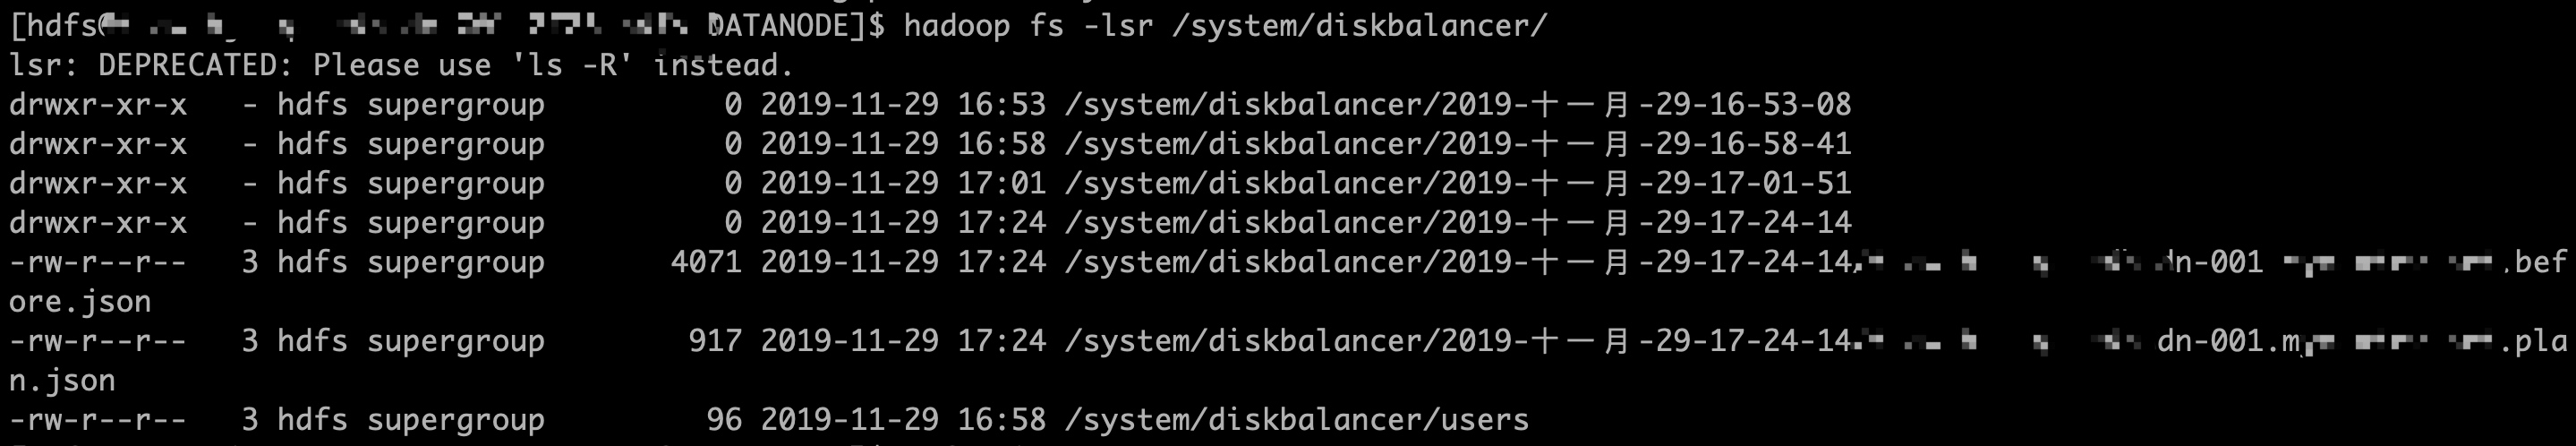 [hdfs@ DATANODE]$ hadoop fs -lsr /system/diskbalancer/
lsr: DEPRECATED: Please use 'ls -R' instead.
drwxr-xr-x   - hdfs supergroup          0 2019-11-29 16:53 /system/diskbalancer/2019-十一月-29-16-53-08
drwxr-xr-x   - hdfs supergroup          0 2019-11-29 16:58 /system/diskbalancer/2019-十一月-29-16-58-41
drwxr-xr-x   - hdfs supergroup          0 2019-11-29 17:01 /system/diskbalancer/2019-十一月-29-17-01-51
drwxr-xr-x   - hdfs supergroup          0 2019-11-29 17:24 /system/diskbalancer/2019-十一月-29-17-24-14
-rw-r--r--   3 hdfs supergroup       4071 2019-11-29 17:24 /system/diskbalancer/2019-十一月-29-17-24-14 dn-001 .bef
ore.json
-rw-r--r--   3 hdfs supergroup        917 2019-11-29 17:24 /system/diskbalancer/2019-十一月-29-17-24-14 dn-001.m .pla
n.json
-rw-r--r--   3 hdfs supergroup         96 2019-11-29 16:58 /system/diskbalancer/users